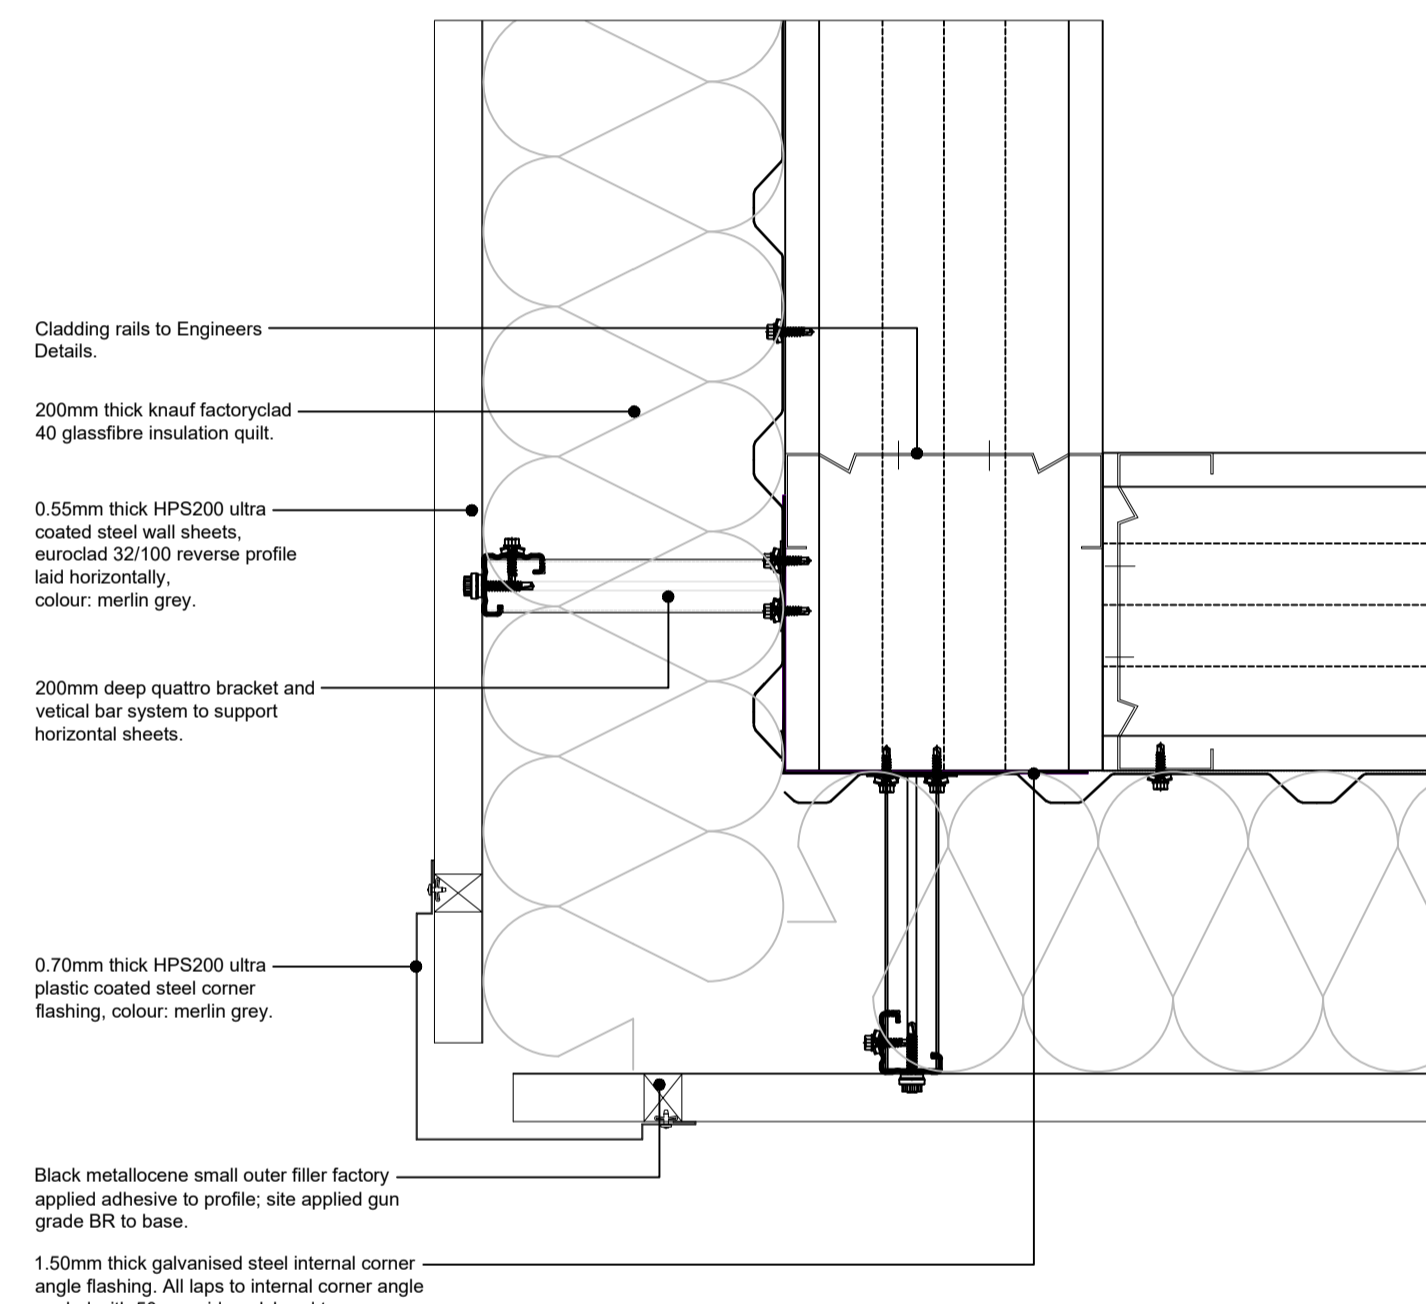 Cladding rails to Engineers
Details.
200mm thick knauf factoryclad
40 glassfibre insulation quilt.
0.55mm thick HPS200 ultra
coated steel wall sheets,
euroclad 32/100 reverse profile
laid horizontally,
colour: merlin grey.
200mm deep quattro bracket and
vetical bar system to support
horizontal sheets.
0.70mm thick HPS200 ultra
plastic coated steel corner
flashing, colour: merlin grey.
Black metallocene small outer filler factory
applied adhesive to profile; site applied gun
grade BR to base.
1.50mm thick galvanised steel internal corner
angle flashing. All laps to internal corner angle